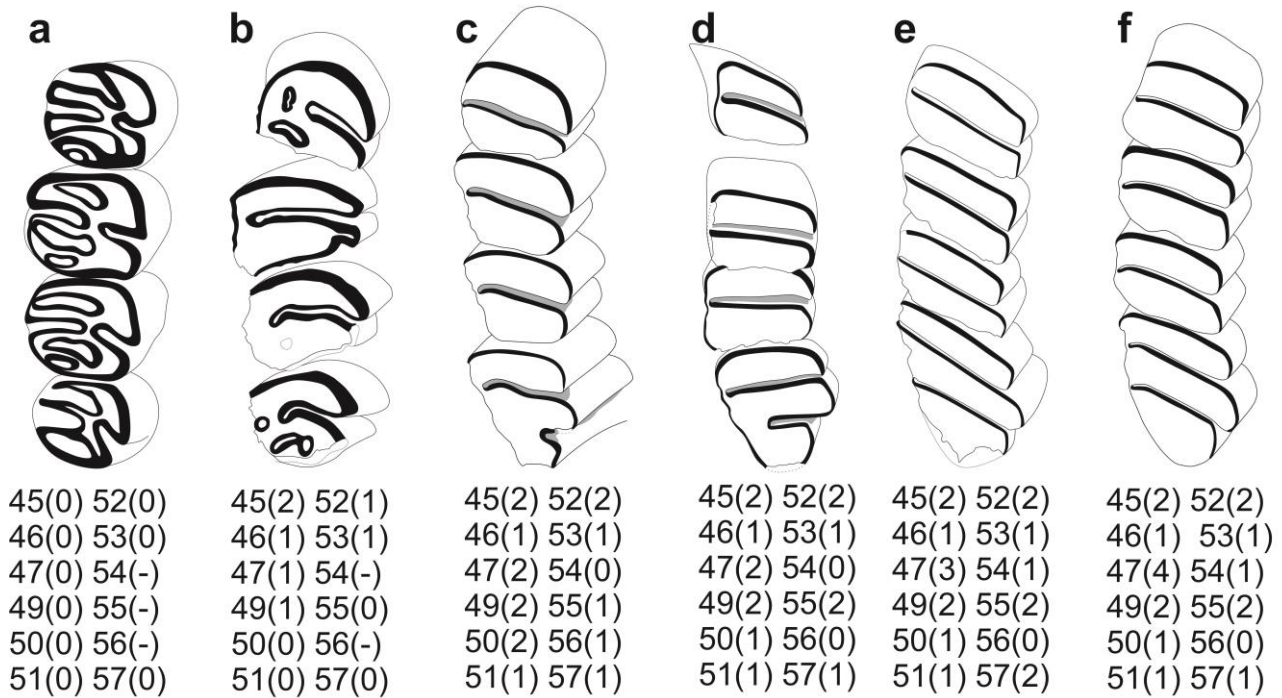 a b c d e f
45(0) 52(0) 45(2) 52(1) 45(2) 52(2) 45(2) 52(2) 45(2) 52(2) 45(2) 52(2)
46(0) 53(0) 46(1) 53(1) 46(1) 53(1) 46(1) 53(1) 46(1) 53(1) 46(1) 53(1)
47(0) 54(-) 47(1) 54(-) 47(2) 54(0) 47(2) 54(0) 47(3) 54(1) 47(4) 54(1)
49(0) 55(-) 49(1) 55(0) 49(2) 55(1) 49(2) 55(2) 49(2) 55(2) 49(2) 55(2)
50(0) 56(-) 50(0) 56(-) 50(2) 56(1) 50(1) 56(0) 50(1) 56(0) 50(1) 56(0)
51(0) 57(0) 51(0) 57(0) 51(1) 57(1) 51(1) 57(1) 51(1) 57(2) 51(1) 57(1)